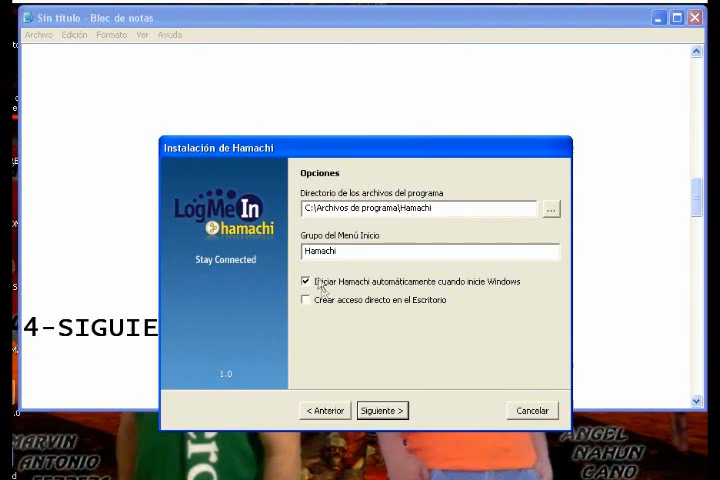 Sin título - Bloc de notas
Archivo Edición Formato Ver Ayuda
Instalación de Hamachi
LogMeIn
hamachi
Stay Connected
1.0
Opciones
Directorio de los archivos del programa
C:\Archivos de programa\Hamachi
...
Grupo del Menú Inicio
Hamachi
Iniciar Hamachi automáticamente cuando inicie Windows
Crear acceso directo en el Escritorio
< Anterior
Siguiente >
Cancelar
4-SIGUIE
MARVIN
ANTONIO
ANGEL
NAHUN
CANO